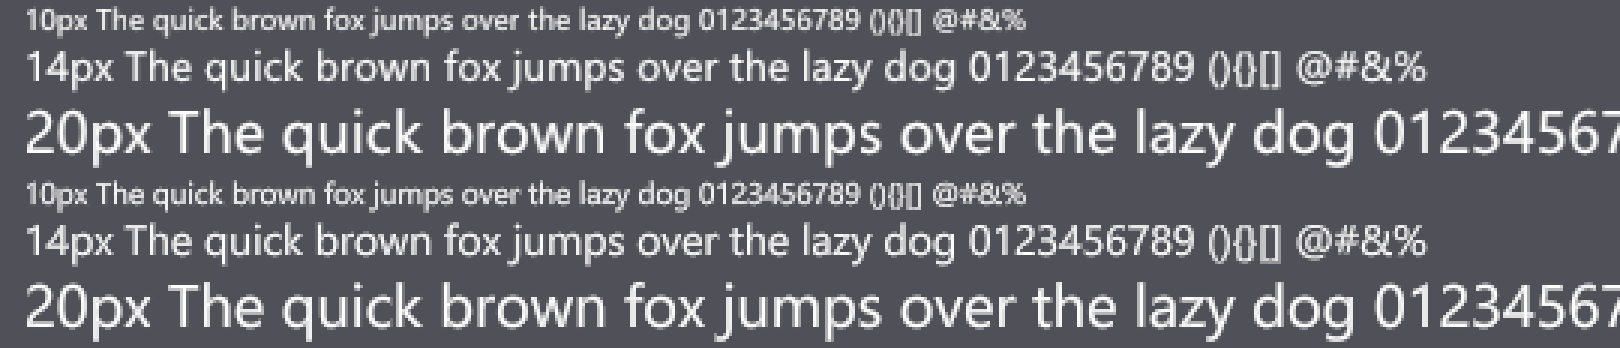 10px The quick brown fox jumps over the lazy dog 0123456789 (){}[] @#&%
14px The quick brown fox jumps over the lazy dog 0123456789 (){}[] @#&%
20px The quick brown fox jumps over the lazy dog 01234567
10px The quick brown fox jumps over the lazy dog 0123456789 (){}[] @#&%
14px The quick brown fox jumps over the lazy dog 0123456789 (){}[] @#&%
20px The quick brown fox jumps over the lazy dog 01234567